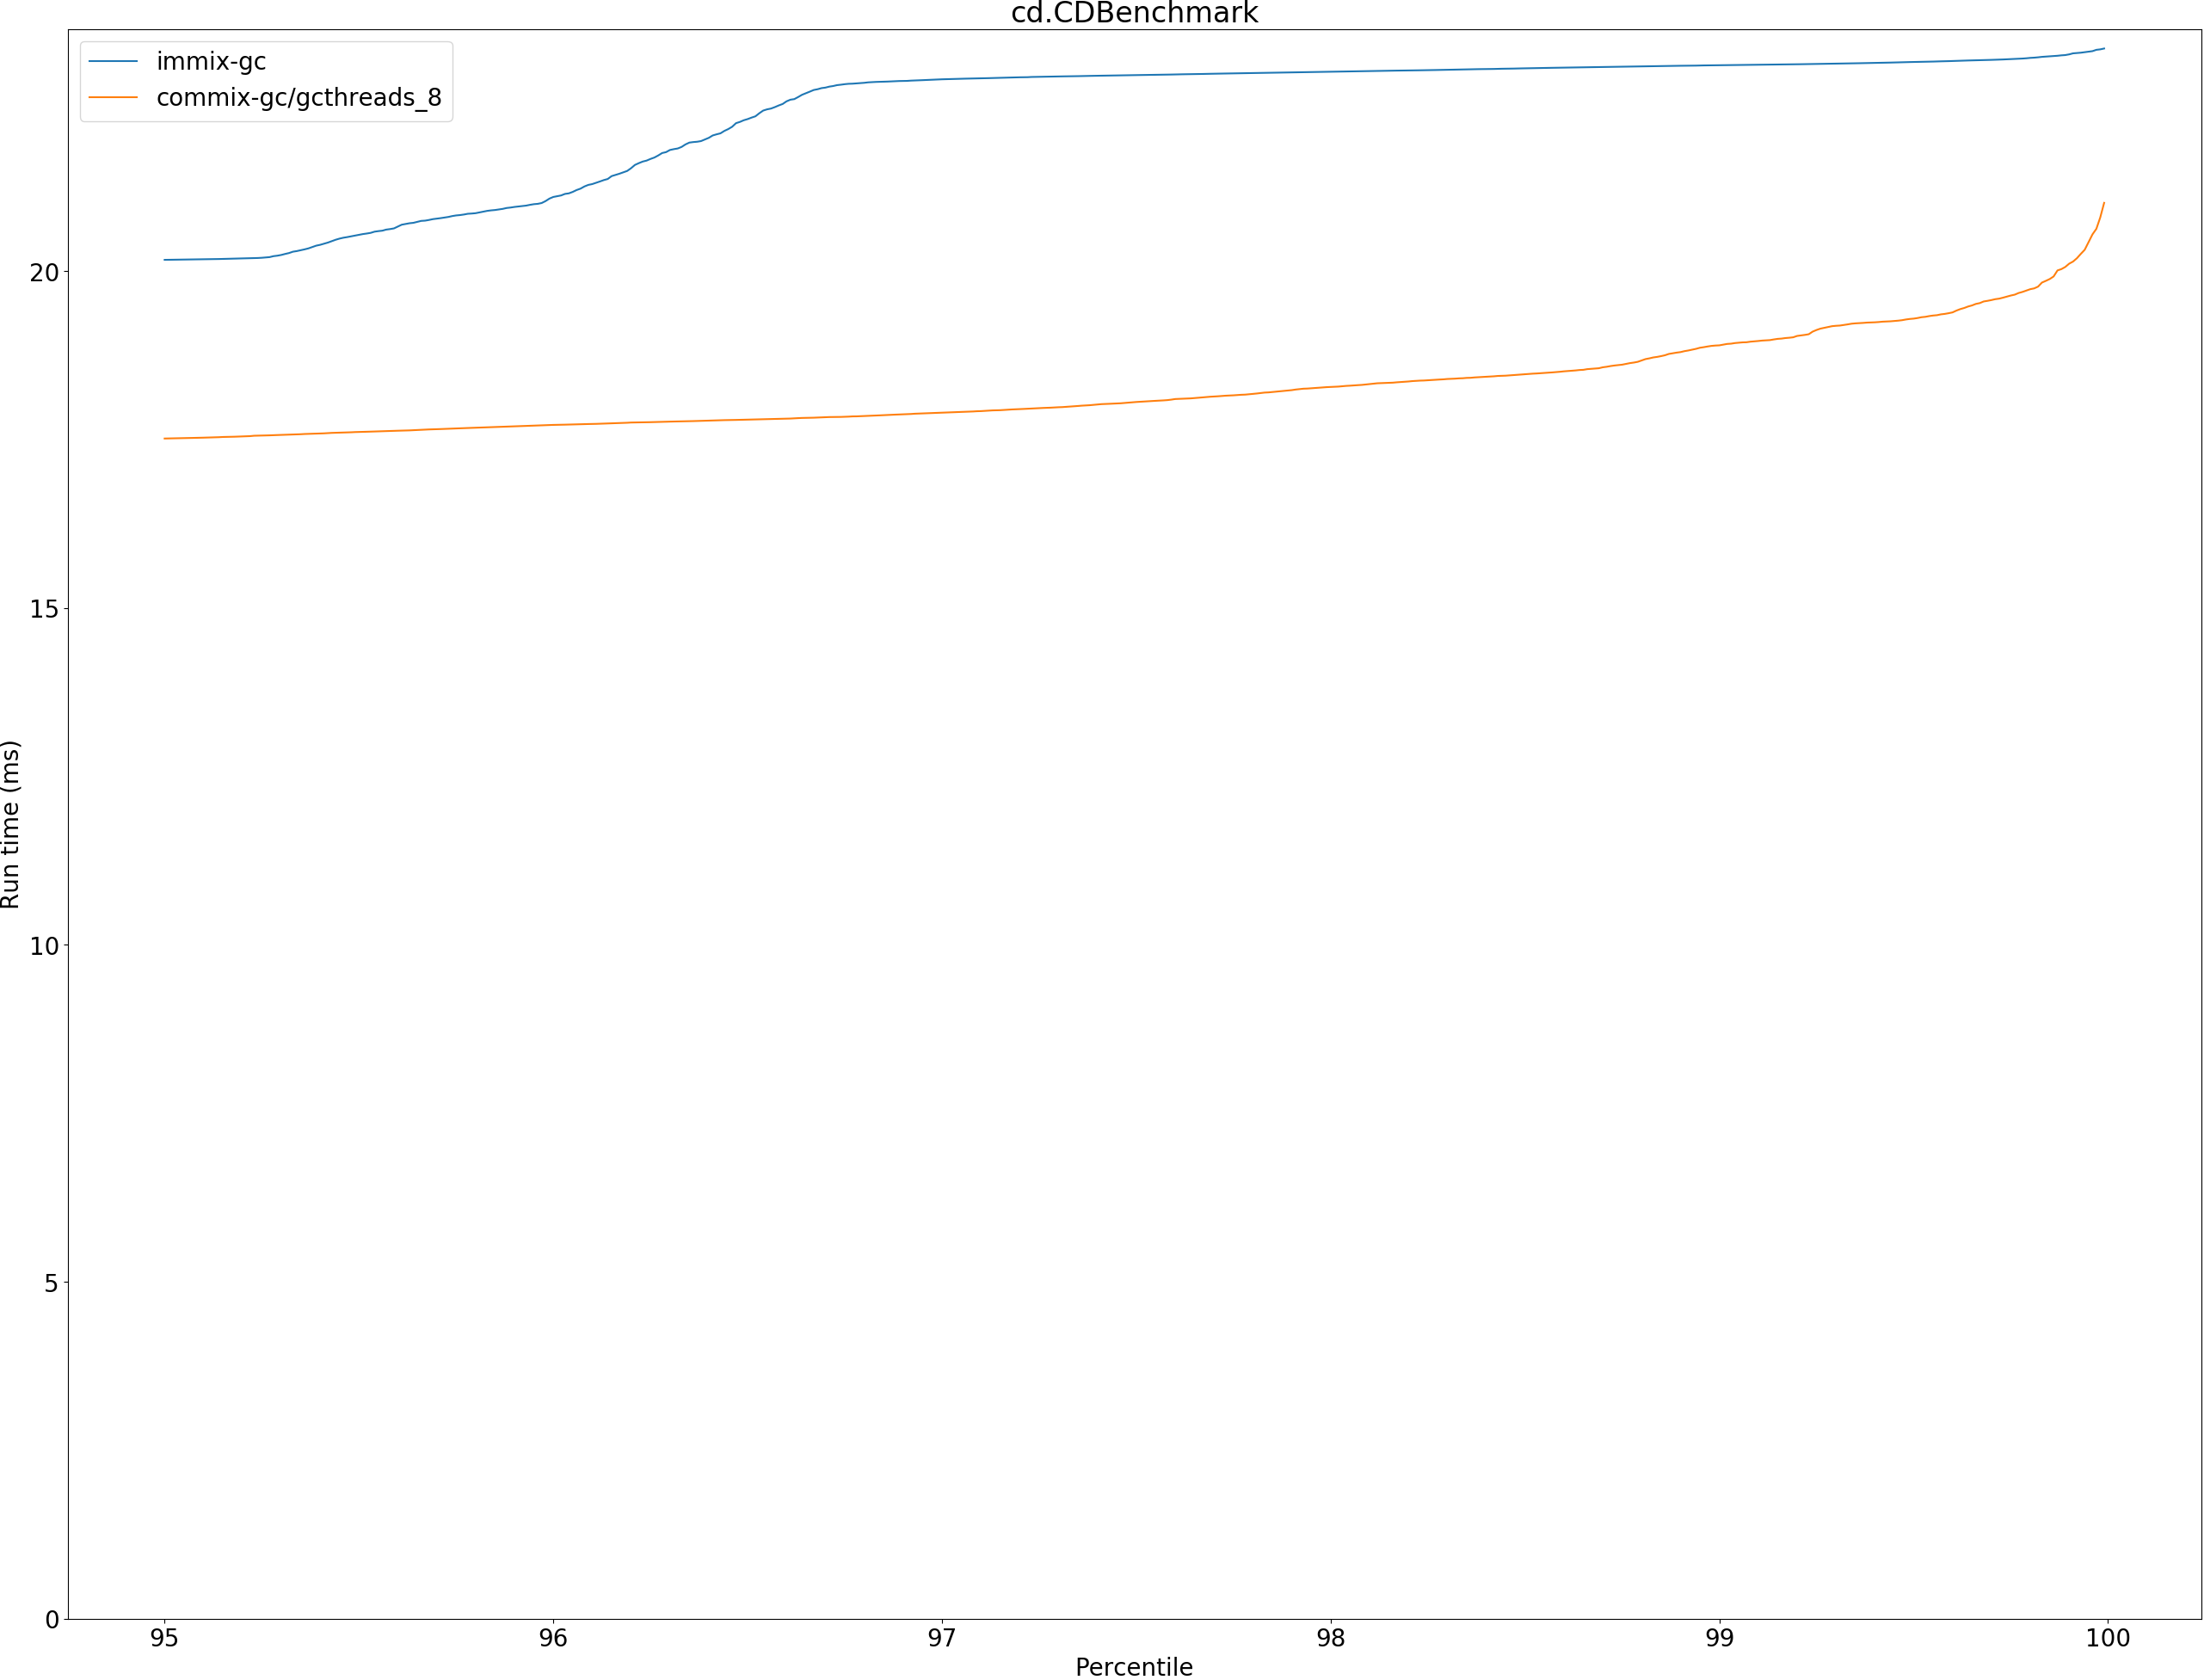 cd.CDBenchmark
immix-gc
commix-gc/gcthreads_8
Run time (ms)
20
15
10
5
0
95 96 97 98 99 100
Percentile